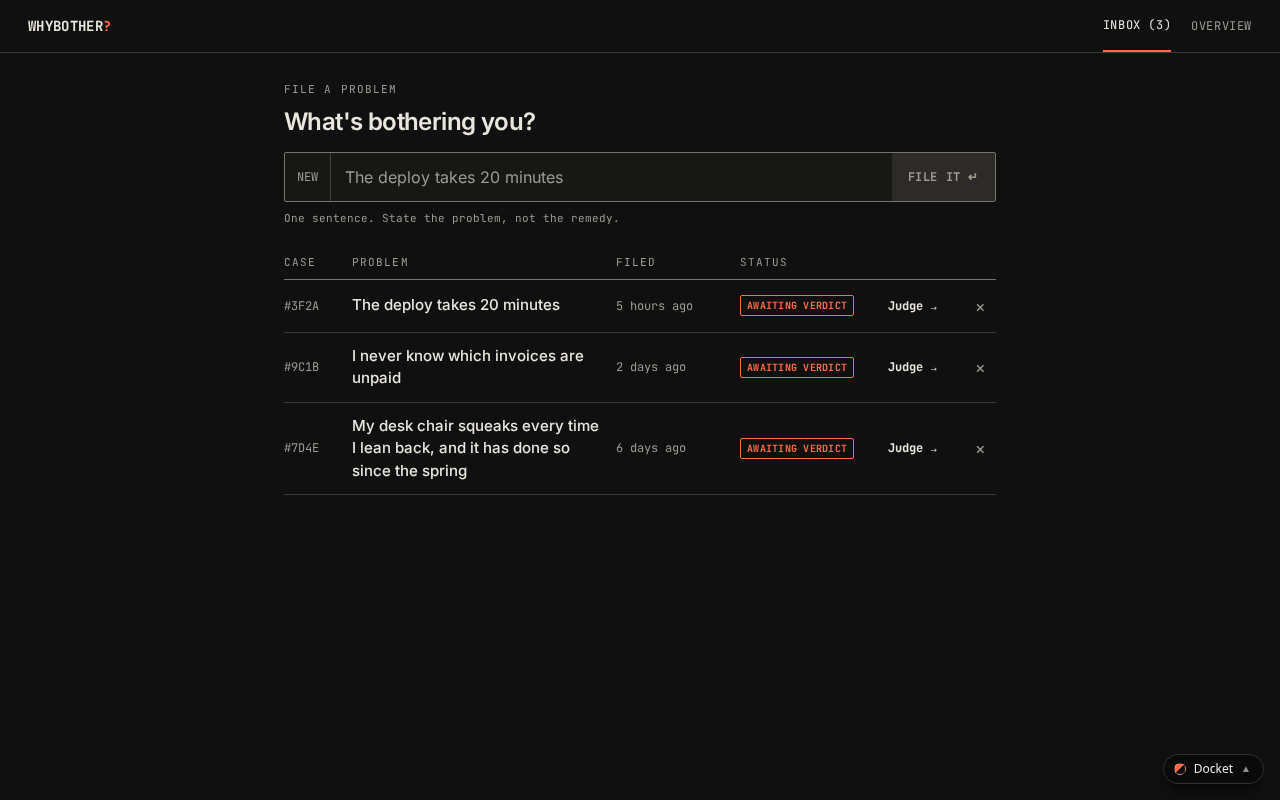 WHYBOTHER?
INBOX (3) OVERVIEW
FILE A PROBLEM
What's bothering you?
NEW The deploy takes 20 minutes FILE IT ↵
One sentence. State the problem, not the remedy.
CASE PROBLEM FILED STATUS
#3F2A The deploy takes 20 minutes 5 hours ago AWAITING VERDICT Judge → ×
#9C1B I never know which invoices are unpaid 2 days ago AWAITING VERDICT Judge → ×
#7D4E My desk chair squeaks every time I lean back, and it has done so since the spring 6 days ago AWAITING VERDICT Judge → ×
Docket ▲